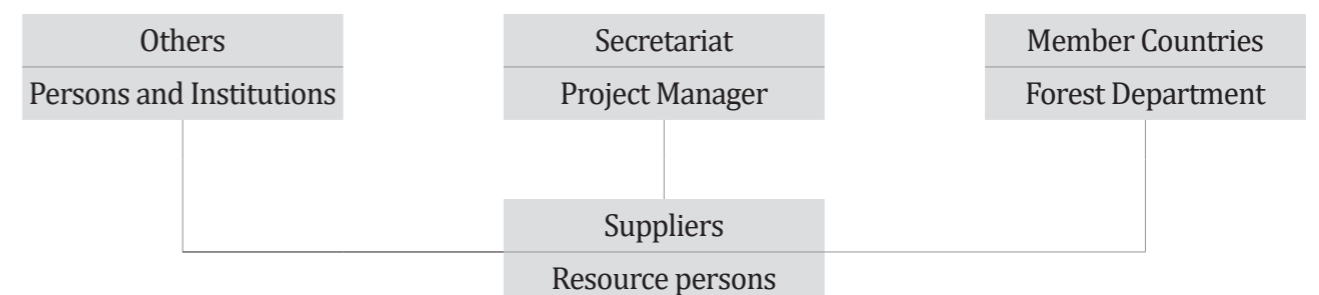 Others
Persons and Institutions
Secretariat
Project Manager
Member Countries
Forest Department
Suppliers
Resource persons